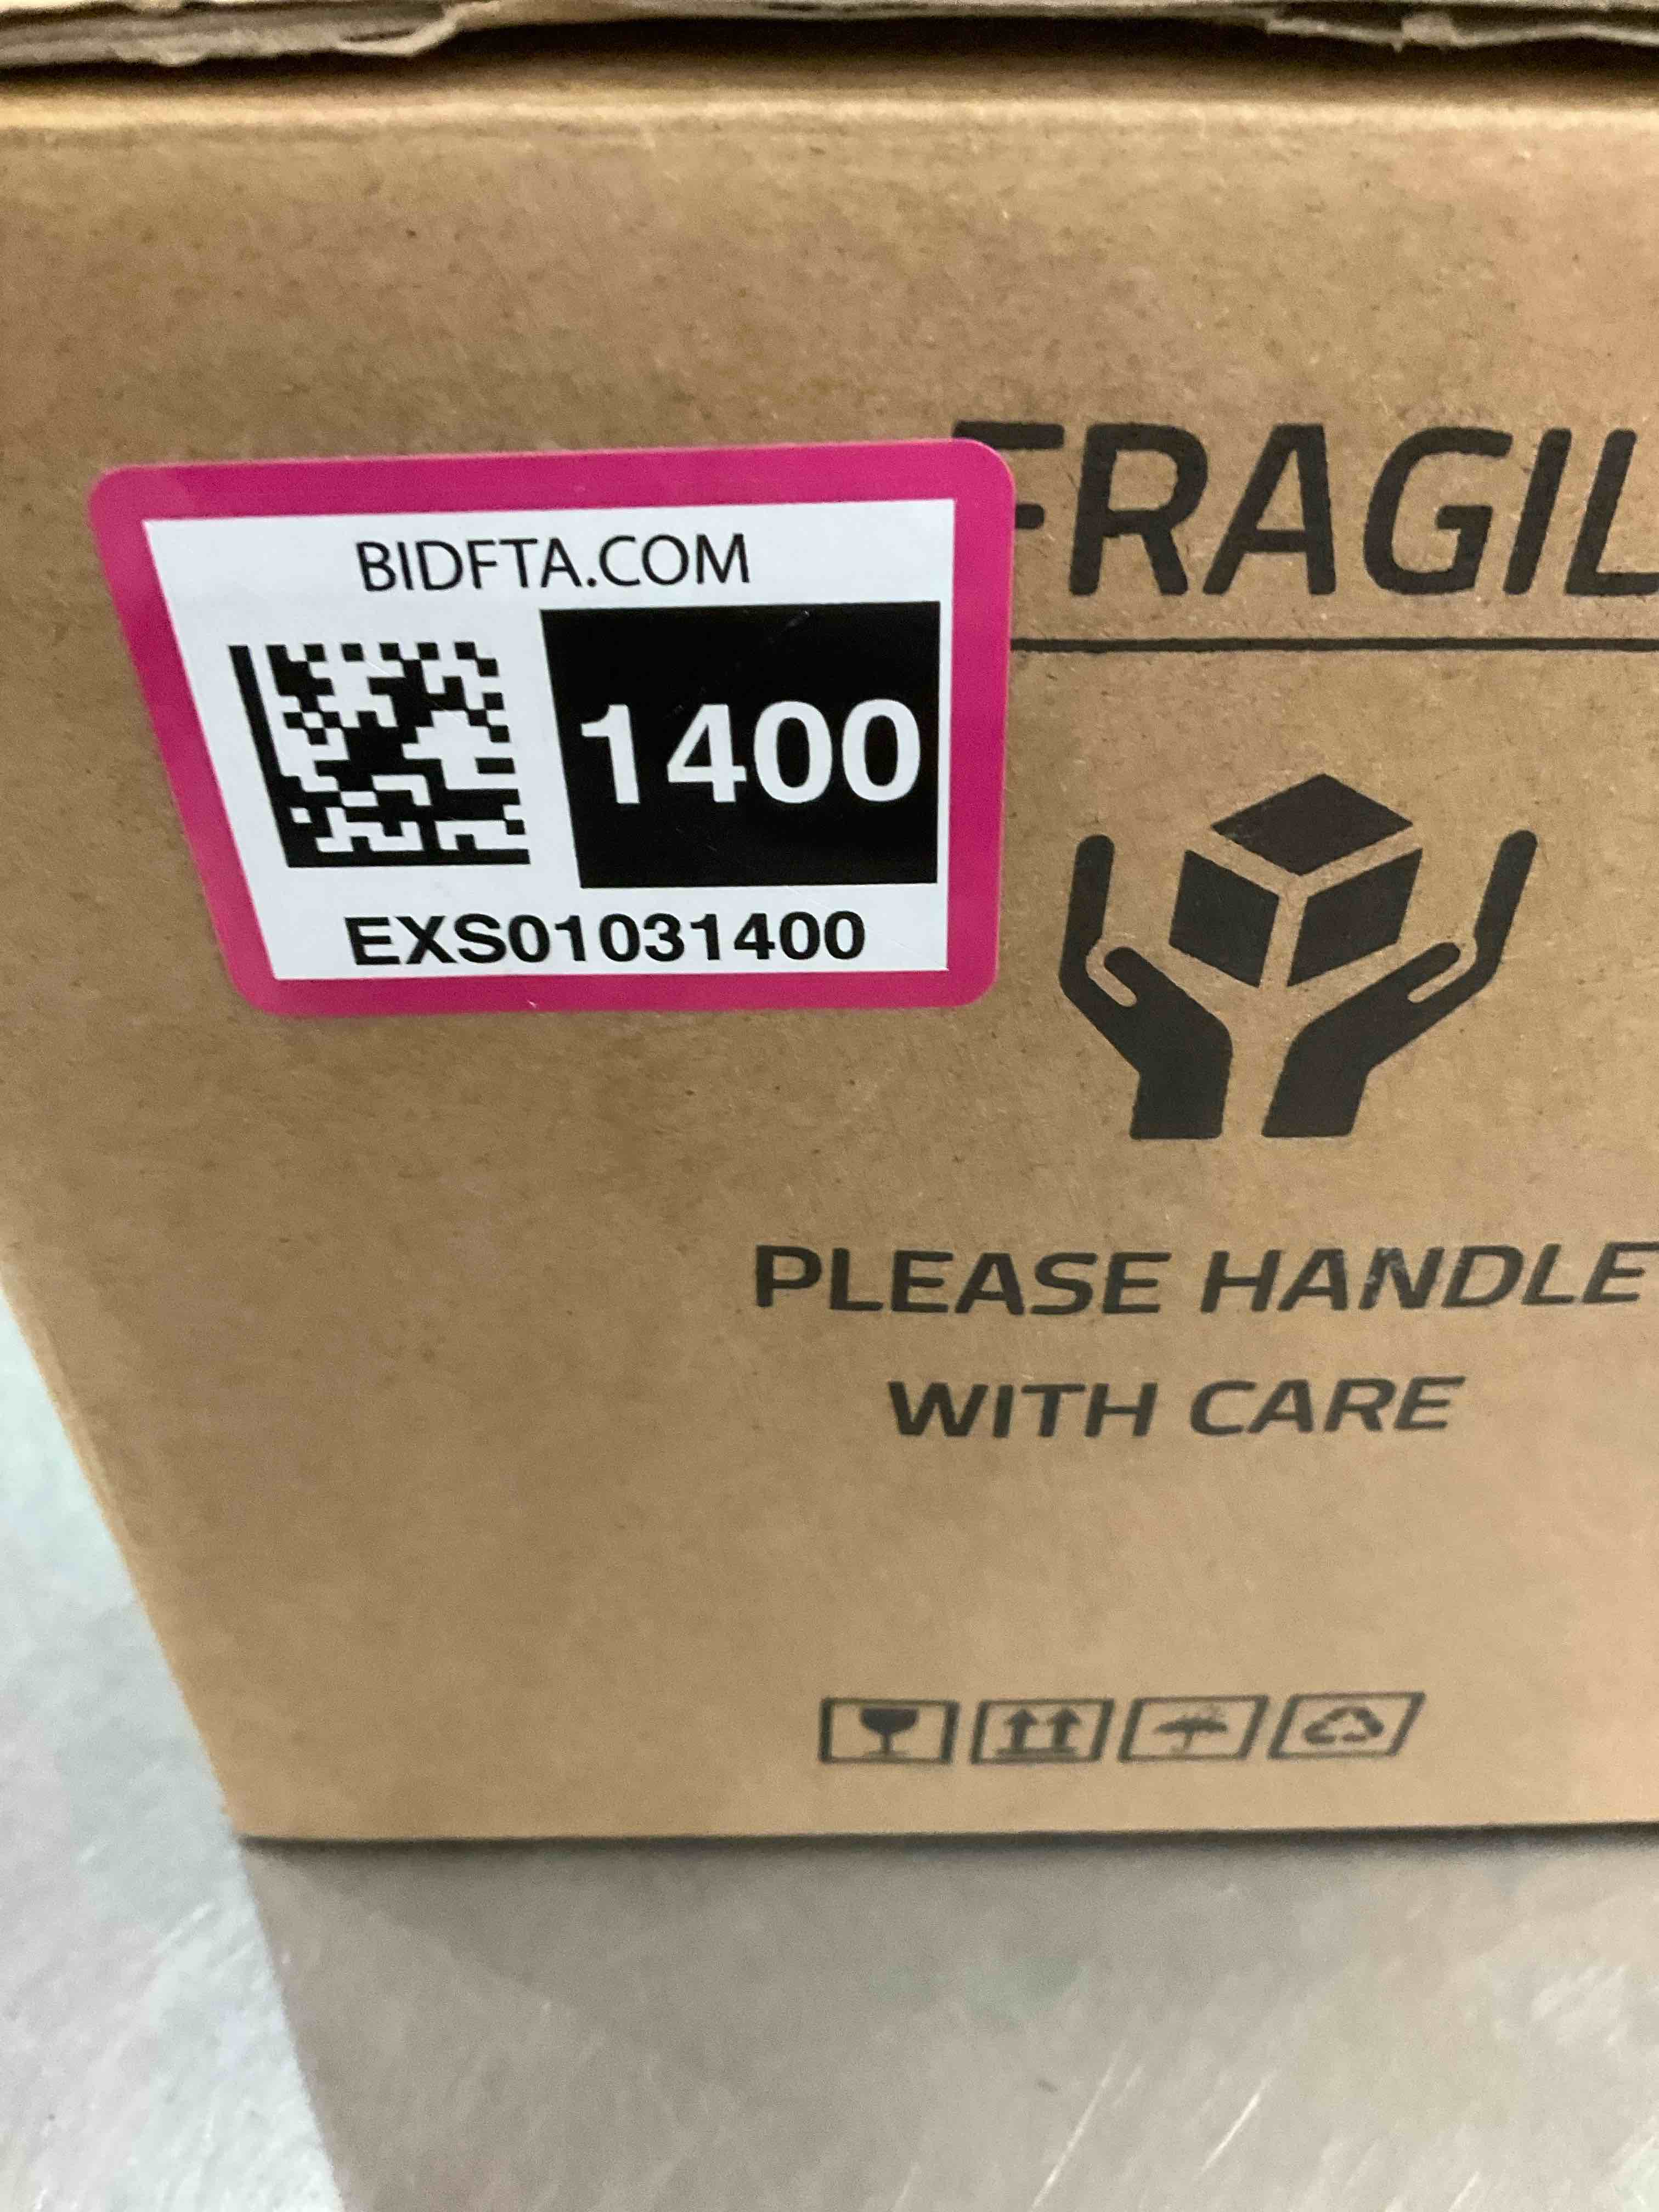 BIDFTA.COM
1400
EXS01031400
FRAGIL
PLEASE HANDLE
WITH CARE